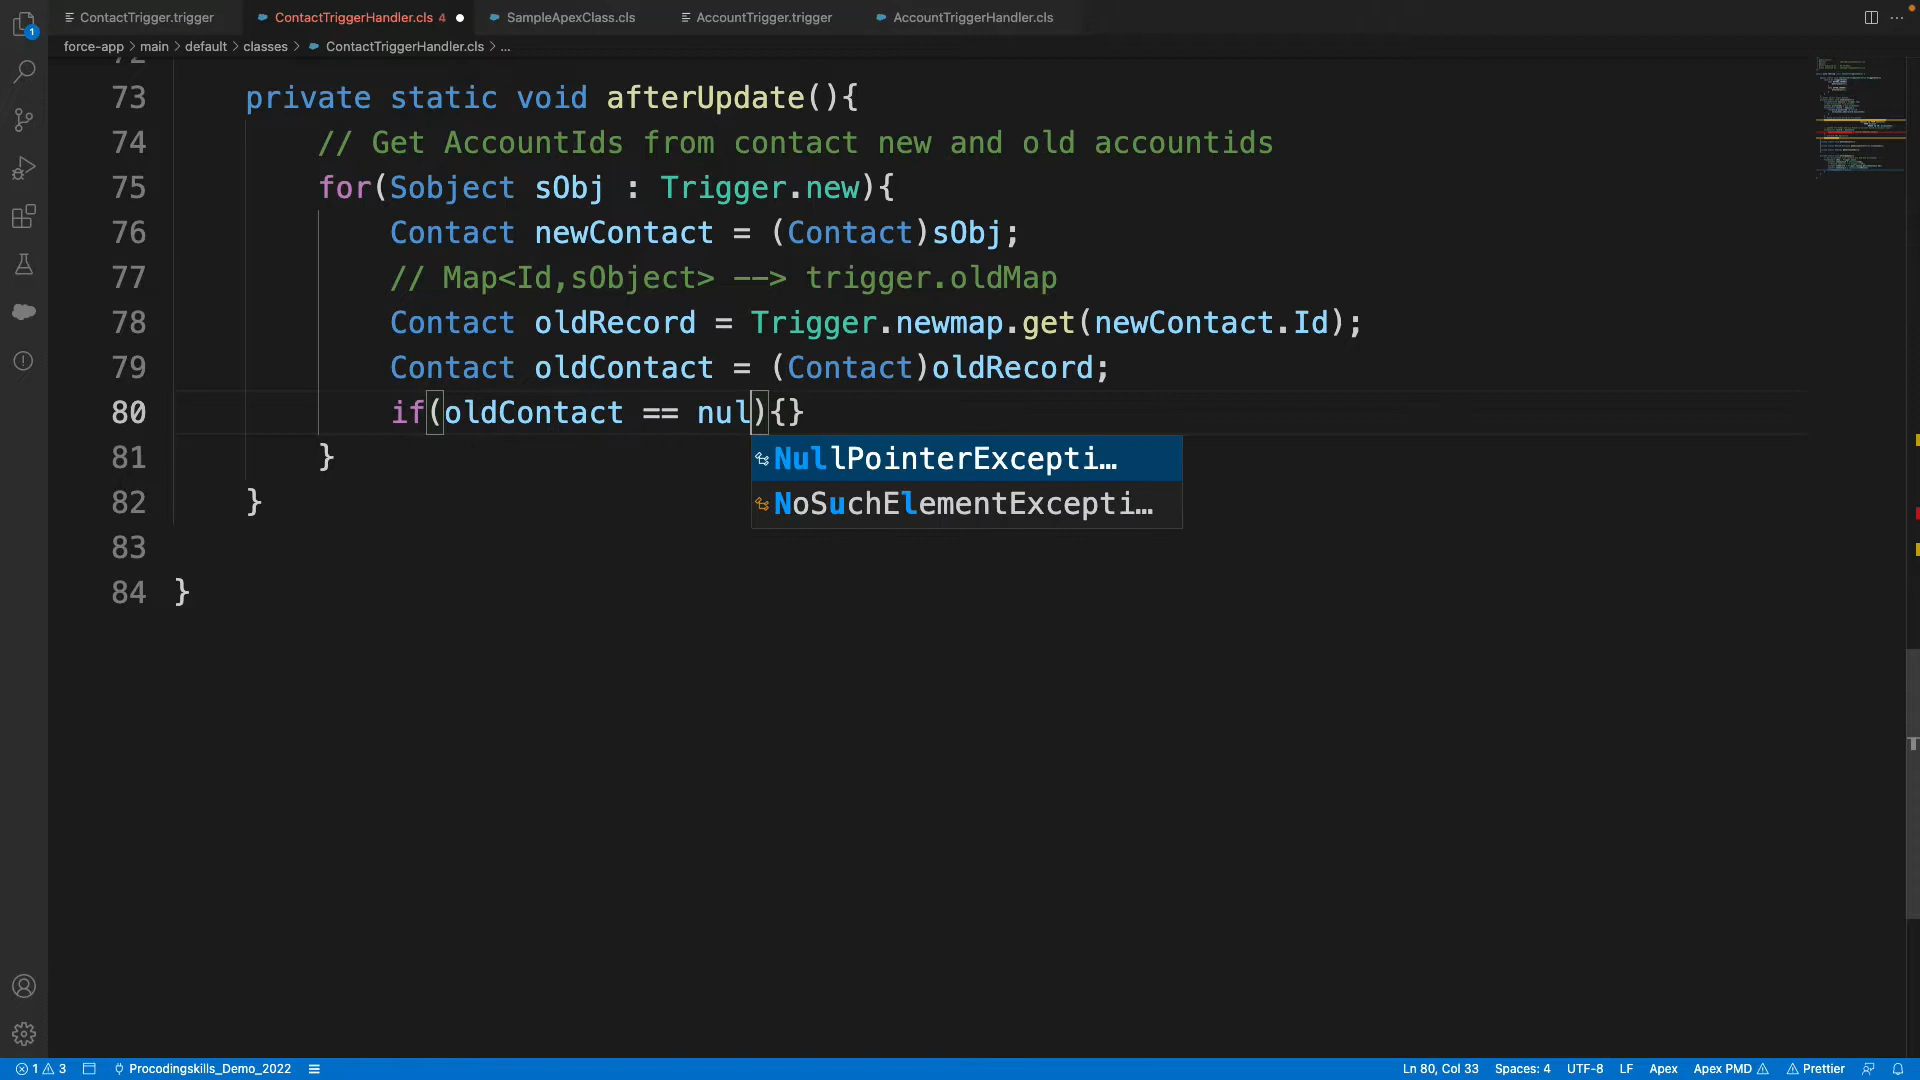 ContactTrigger.trigger ContactTriggerHandler.cls 4 SampleApexClass.cls AccountTrigger.trigger AccountTriggerHandler.cls
force-app > main > default > classes > ContactTriggerHandler.cls > ...
1
72
73 private static void afterUpdate(){
74 // Get AccountIds from contact new and old accountids
75 for(Sobject sObj : Trigger.new){
76 Contact newContact = (Contact)sObj;
77 // Map<Id,sObject> --> trigger.oldMap
78 Contact oldRecord = Trigger.newmap.get(newContact.Id);
79 Contact oldContact = (Contact)oldRecord;
80 if(oldContact == nul){}
NullPointerExcepti…
81 }
NoSuchElementExcepti…
82 }
83
84 }
1 3 Procodingskills_Demo_2022 Ln 80, Col 33 Spaces: 4 UTF-8 LF Apex Apex PMD Prettier